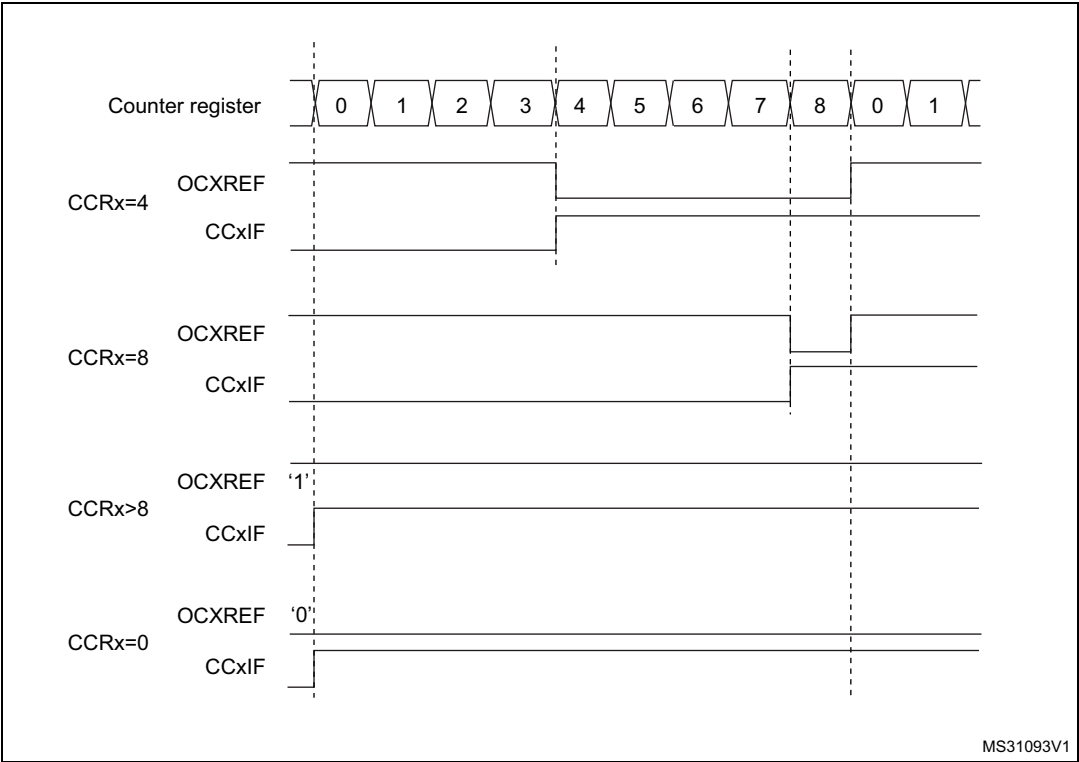 Counter register 0 1 2 3 4 5 6 7 8 0 1
OCXREF
CCRx=4
CCxIF
OCXREF
CCRx=8
CCxIF
OCXREF ‘1’
CCRx>8
CCxIF
OCXREF ‘0’
CCRx=0
CCxIF
MS31093V1